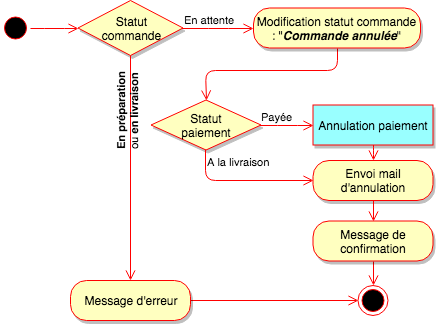 Statut
commande
En attente
Modification statut commande
: "Commande annulée"
En préparation
ou en livraison
Statut
paiement
Payée
Annulation paiement
A la livraison
Envoi mail
d'annulation
Message de
confirmation
Message d'erreur